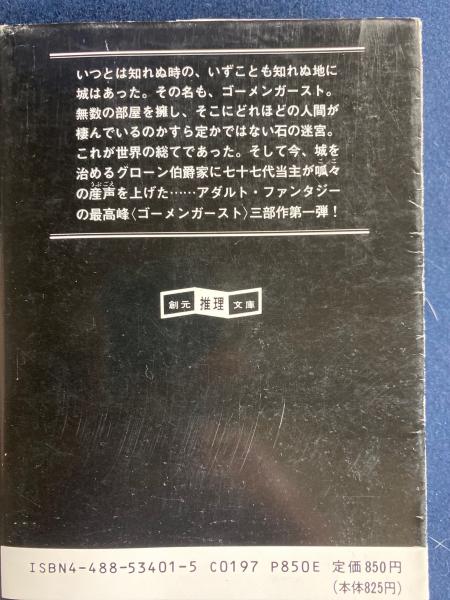 いつとは知れぬ時の、いずことも知れぬ地に
城はあった。その名も、ゴーメンガースト。
無数の部屋を擁し、そこにどれほどの人間が
棲んでいるのかすら定かではない石の迷宮。
これが世界の総てであった。そして今、城を
治めるグローン伯爵家に七十七代当主が呱々
ここ
の産声を上げた……アダルト・ファンタジー
うぶごえ
の最高峰〈ゴーメンガースト〉三部作第一弾！
創元 推理 文庫
ISBN4-488-53401-5 C0197 P850E 定価850円
(本体825円)